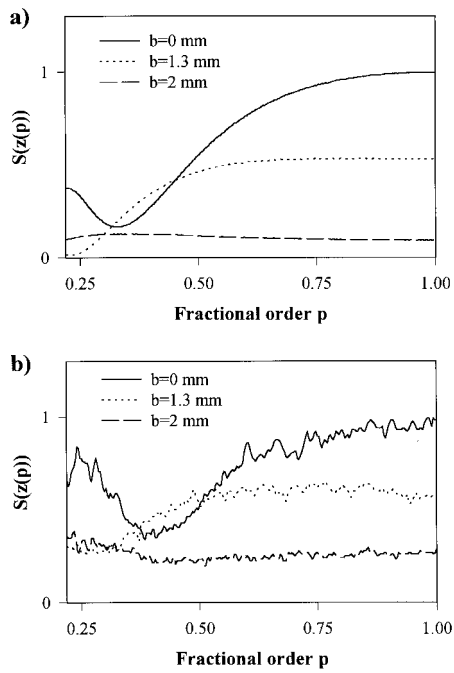 a)
b=0 mm
b=1.3 mm
b=2 mm
1
S(z(p))
0
0.25 0.50 0.75 1.00
Fractional order p
b)
b=0 mm
b=1.3 mm
b=2 mm
1
S(z(p))
0
0.25 0.50 0.75 1.00
Fractional order p